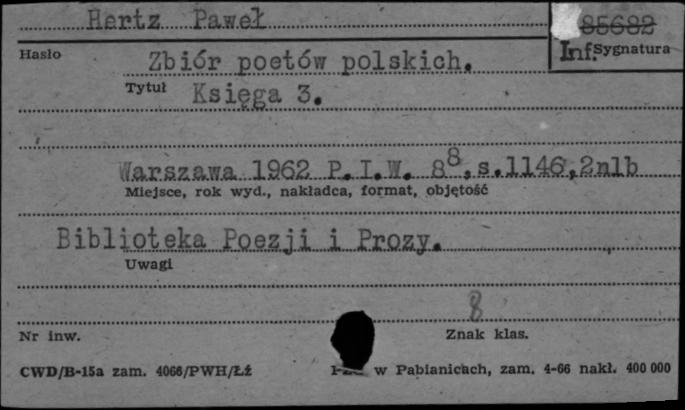 Hertz Paweł
85682
Hasło
Inf. Sygnatura
Zbiór poetów polskich.
Tytuł
Księga 3.
Warszawa 1962 P.I.W. 8⁸,s.1146,2nlb
Miejsce, rok wyd., nakładca, format, objętość
Biblioteka Poezji i Prozy.
Uwagi
8
Nr inw.
Znak klas.
CWD/B-15a zam. 4066/PWH/Łź w Pabianicach, zam. 4-66 nakł. 400 000